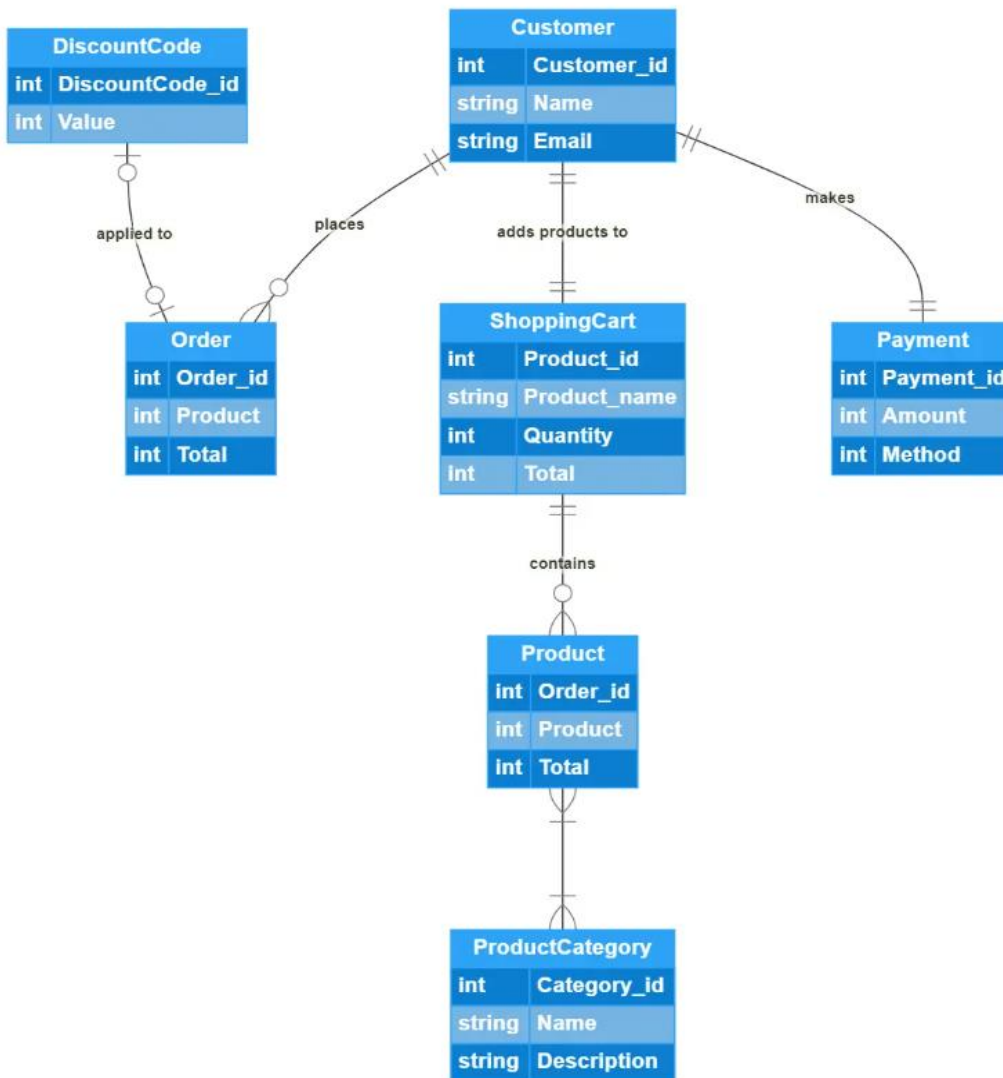 DiscountCode
int DiscountCode_id
int Value
Customer
int Customer_id
string Name
string Email
applied to
places
adds products to
makes
Order
int Order_id
int Product
int Total
ShoppingCart
int Product_id
string Product_name
int Quantity
int Total
Payment
int Payment_id
int Amount
int Method
contains
Product
int Order_id
int Product
int Total
ProductCategory
int Category_id
string Name
string Description